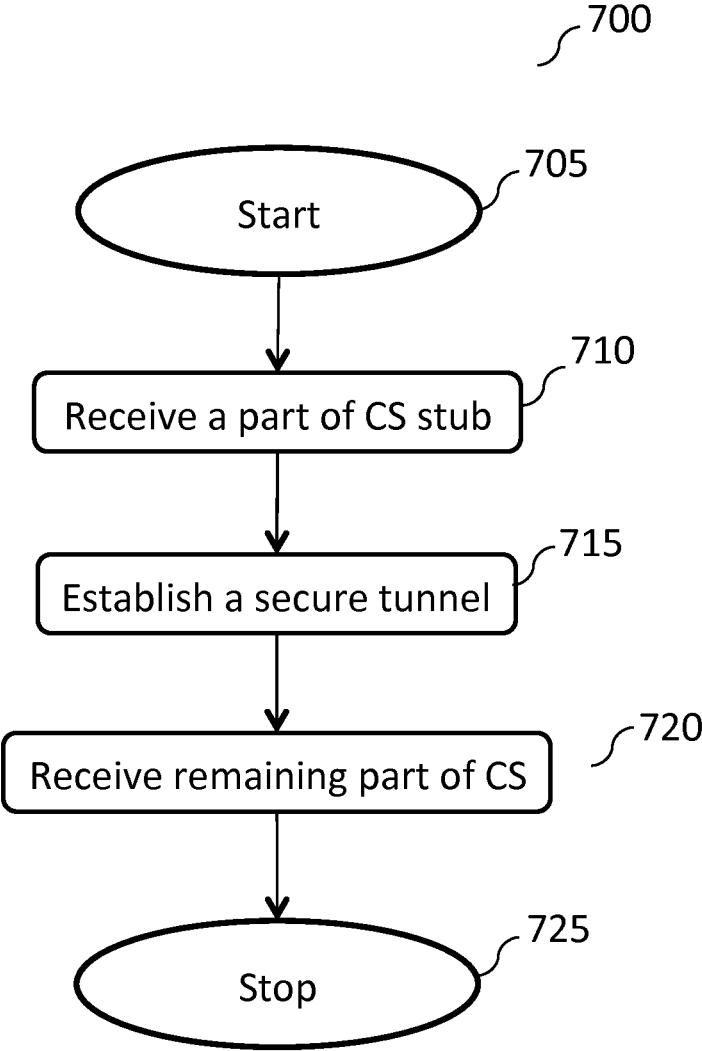 700
705
Start
710
Receive a part of CS stub
715
Establish a secure tunnel
720
Receive remaining part of CS
725
Stop